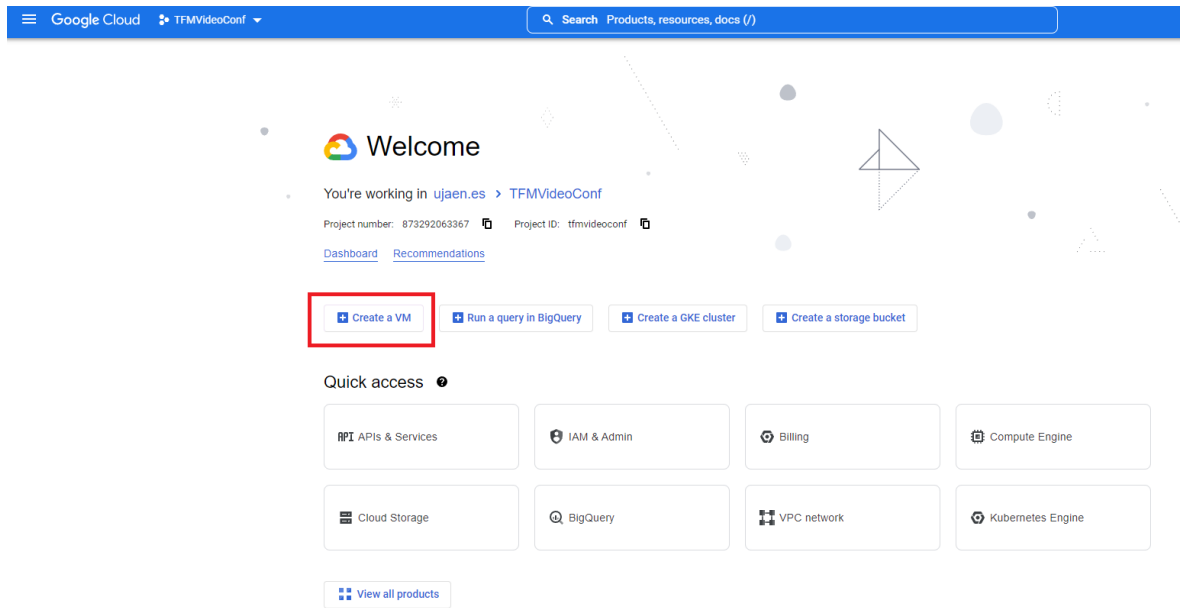 Google Cloud TFMVideoConf Search Products, resources, docs (/)
Welcome
You're working in ujaen.es > TFMVideoConf
Project number: 873292063367 Project ID: tfmvideoconf
Dashboard Recommendations
Create a VM Run a query in BigQuery Create a GKE cluster Create a storage bucket
Quick access
API APIs & Services IAM & Admin Billing Compute Engine
Cloud Storage BigQuery VPC network Kubernetes Engine
View all products